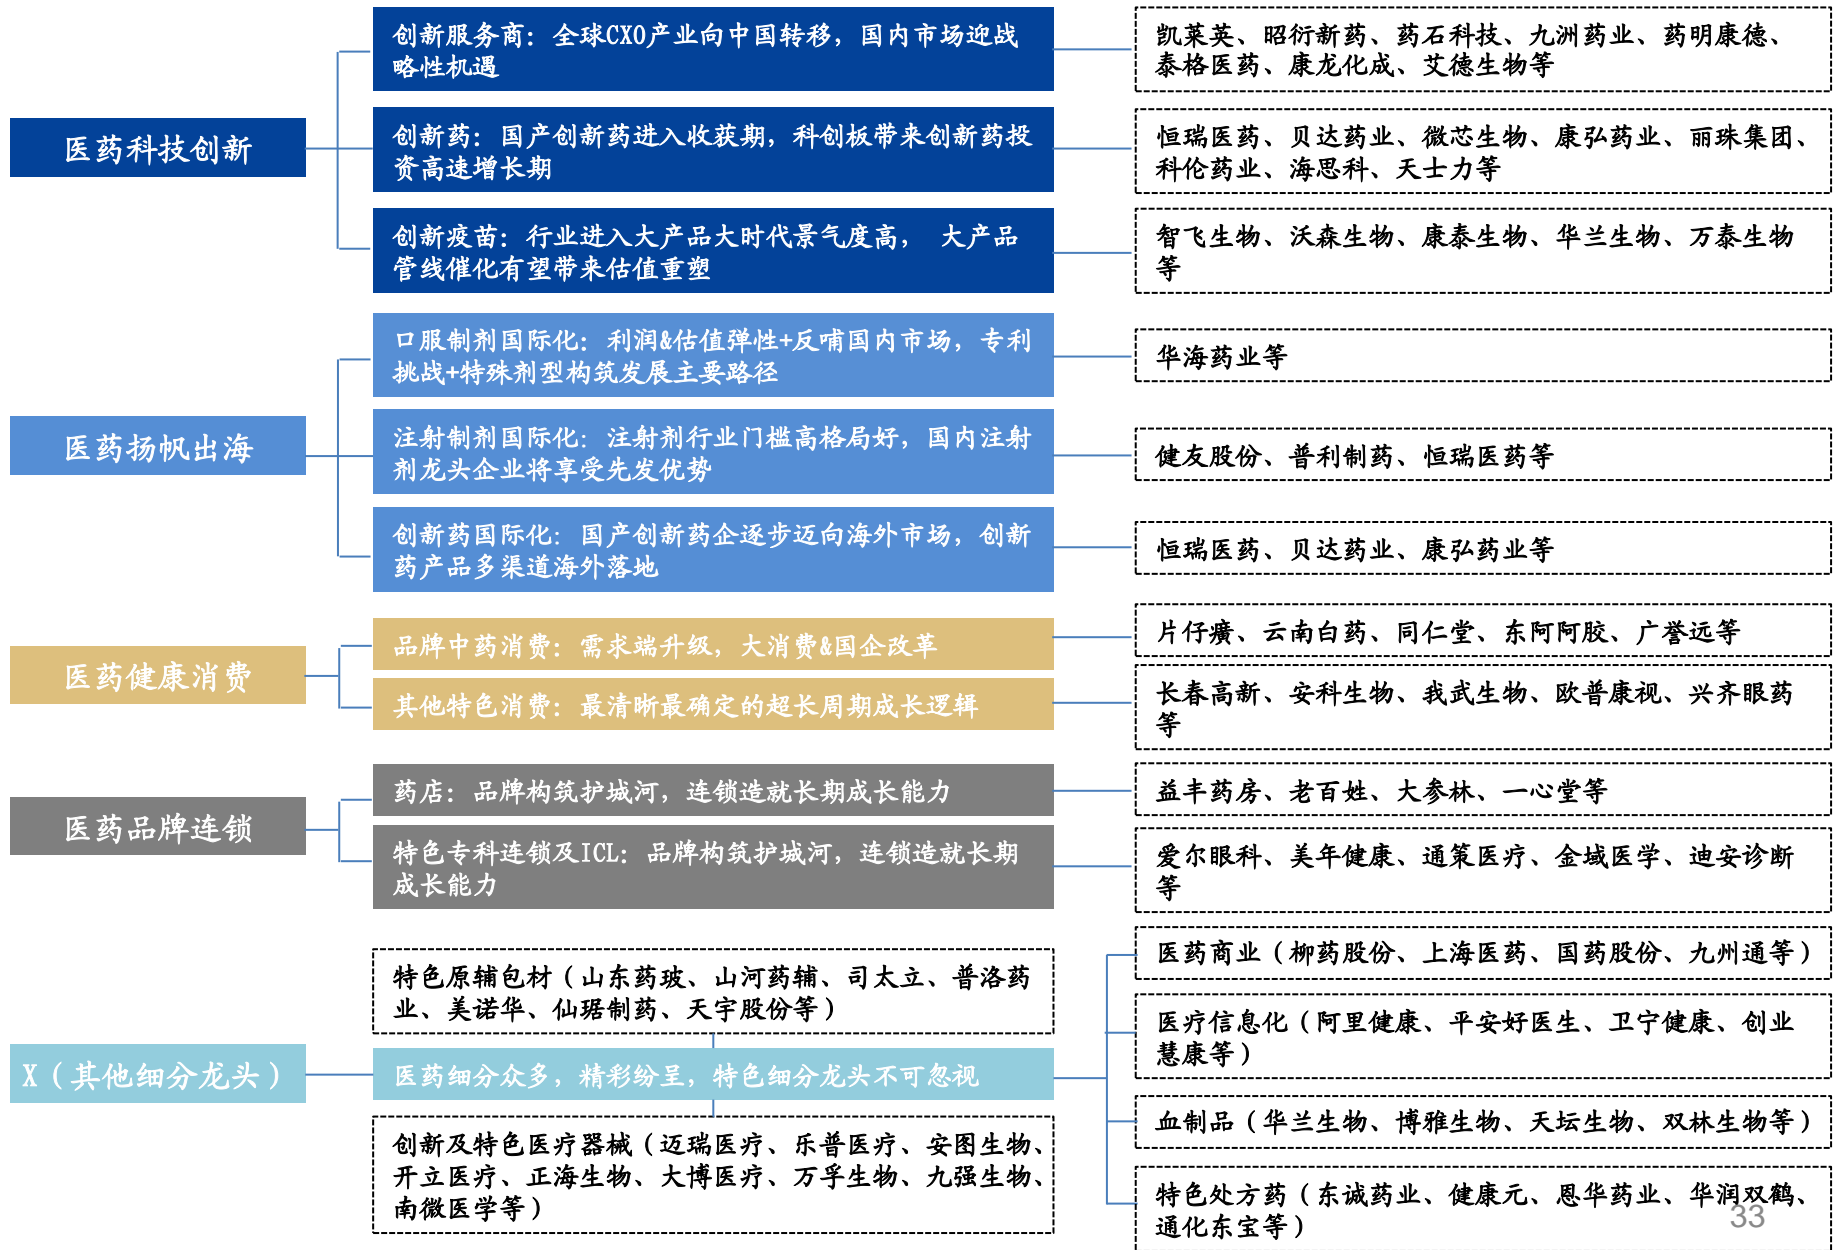 医药科技创新
创新服务商：全球CXO产业向中国转移，国内市场迎战
略性机遇
凯莱英、昭衍新药、药石科技、九洲药业、药明康德、
泰格医药、康龙化成、艾德生物等
创新药：国产创新药进入收获期，科创板带来创新药投
资高速增长期
恒瑞医药、贝达药业、微芯生物、康弘药业、丽珠集团、
科伦药业、海思科、天士力等
创新疫苗：行业进入大产品大时代景气度高， 大产品
管线催化有望带来估值重塑
智飞生物、沃森生物、康泰生物、华兰生物、万泰生物
等
医药扬帆出海
口服制剂国际化：利润&估值弹性+反哺国内市场，专利
挑战+特殊剂型构筑发展主要路径
华海药业等
注射制剂国际化：注射剂行业门槛高格局好，国内注射
剂龙头企业将享受先发优势
健友股份、普利制药、恒瑞医药等
创新药国际化：国产创新药企逐步迈向海外市场，创新
药产品多渠道海外落地
恒瑞医药、贝达药业、康弘药业等
医药健康消费
品牌中药消费：需求端升级，大消费&国企改革
片仔癀、云南白药、同仁堂、东阿阿胶、广誉远等
其他特色消费：最清晰最确定的超长周期成长逻辑
长春高新、安科生物、我武生物、欧普康视、兴齐眼药
等
医药品牌连锁
药店：品牌构筑护城河，连锁造就长期成长能力
益丰药房、老百姓、大参林、一心堂等
特色专科连锁及ICL：品牌构筑护城河，连锁造就长期
成长能力
爱尔眼科、美年健康、通策医疗、金域医学、迪安诊断
等
X（其他细分龙头）
特色原辅包材（山东药玻、山河药辅、司太立、普洛药
业、美诺华、仙琚制药、天宇股份等）
医药细分众多，精彩纷呈，特色细分龙头不可忽视
创新及特色医疗器械（迈瑞医疗、乐普医疗、安图生物、
开立医疗、正海生物、大博医疗、万孚生物、九强生物、
南微医学等）
医药商业（柳药股份、上海医药、国药股份、九州通等）
医疗信息化（阿里健康、平安好医生、卫宁健康、创业
慧康等）
血制品（华兰生物、博雅生物、天坛生物、双林生物等）
特色处方药（东诚药业、健康元、恩华药业、华润双鹤、
通化东宝等）
33